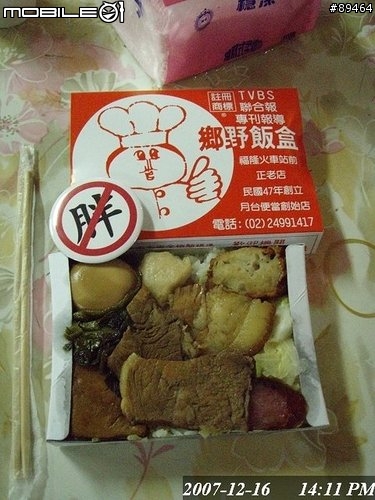 MOBILE01
#89464
註冊商標
TVBS
聯合報
專刊報導
鄉野飯盒
福隆火車站前
正老店
民國47年創立
月台便當創始店
電話：(02)24991417
胖
2007-12-16 14:11 PM